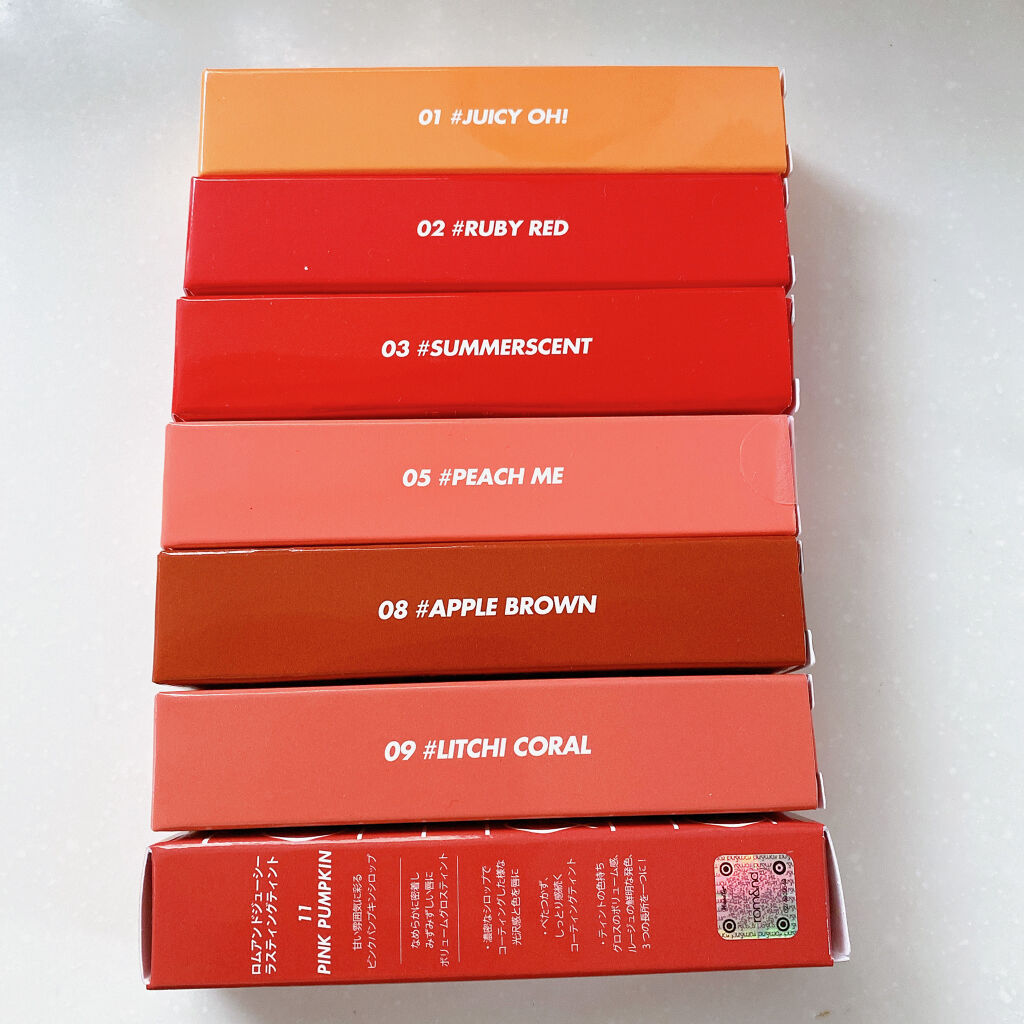 01 #JUICY OH!
02 #RUBY RED
03 #SUMMERSCENT
05 #PEACH ME
08 #APPLE BROWN
09 #LITCHI CORAL
ロムアンドジューシー
ラスティングティント
11
PINK PUMPKIN
甘い雰囲気に彩る
ピンクパンプキンシロップ
なめらかに密着し
みずみずしい唇に
ボリュームグロスティント
・濃密なシロップで
コーティングした様な
光沢感と色を唇に
・べたつかず、
しっとり感続く
コーティングティント
・ティントの色持ち
グロスのボリューム感、
ルージュの鮮明な発色、
3つの長所を一つに!
rom&nd